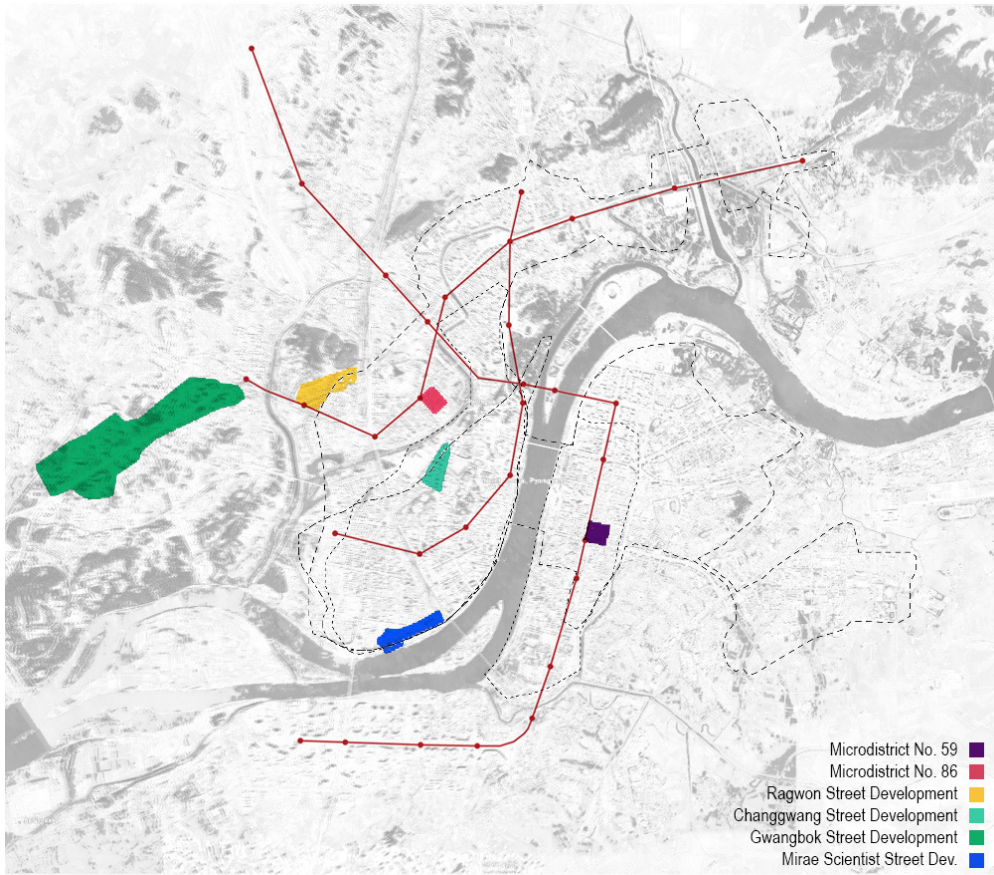 Microdistrict No. 59
Microdistrict No. 86
Ragwon Street Development
Changgwang Street Development
Gwangbok Street Development
Mirae Scientist Street Dev.